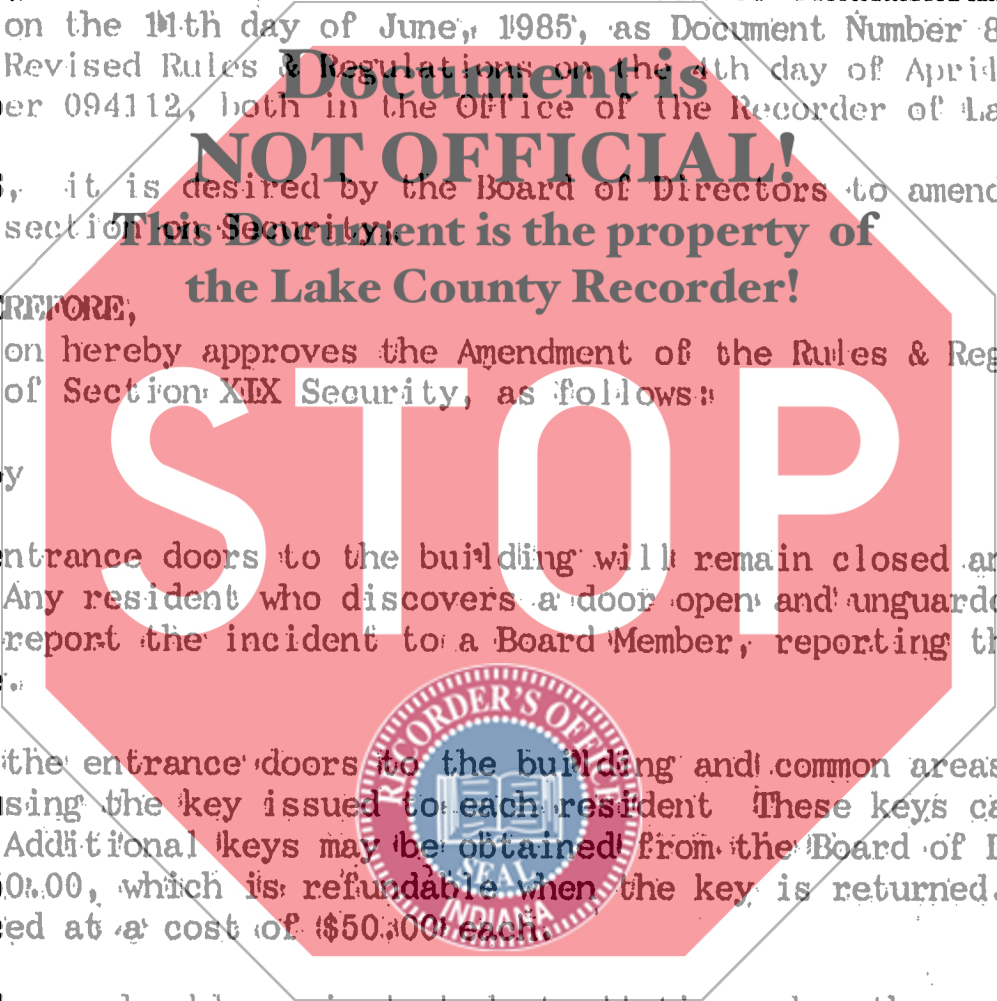 on the 11th day of June, 1985, as Document Number 8
Document is
Revised Rules & Regulations on the 4th day of April
er 094112, both in the Office of the Recorder of La
NOT OFFICIAL!
, it is desired by the Board of Directors to amend
section on Security;
This Document is the property of
the Lake County Recorder!
REFORE,
on hereby approves the Amendment of the Rules & Reg
of Section XIX Security, as follows:
STOP
y
ntrance doors to the building will remain closed an
Any resident who discovers a door open and unguarde
report the incident to a Board Member, reporting th
.
the entrance doors to the building and common areas
sing the key issued to each resident These keys ca
Additional keys may be obtained from the Board of D
0.00, which is refundable when the key is returned.
ed at a cost of $50.00 each.
RECORDER'S OFFICE
SEAL
INDIANA